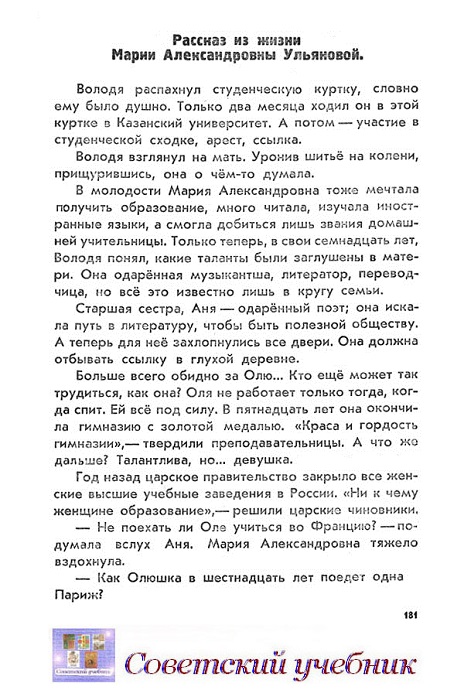 Рассказ из жизни
Марии Александровны Ульяновой.
Володя распахнул студенческую куртку, словно
ему было душно. Только два месяца ходил он в этой
куртке в Казанский университет. А потом — участие в
студенческой сходке, арест, ссылка.
Володя взглянул на мать. Уронив шитьё на колени,
прищурившись, она о чём-то думала.
В молодости Мария Александровна тоже мечтала
получить образование, много читала, изучала иност-
ранные языки, а смогла добиться лишь звания домаш-
ней учительницы. Только теперь, в свои семнадцать лет,
Володя понял, какие таланты были заглушены в мате-
ри. Она одарённая музыкантша, литератор, перевод-
чица, но всё это известно лишь в кругу семьи.
Старшая сестра, Аня — одарённый поэт; она иска-
ла путь в литературу, чтобы быть полезной обществу.
А теперь для неё захлопнулись все двери. Она должна
отбывать ссылку в глухой деревне.
Больше всего обидно за Олю... Кто ещё может так
трудиться, как она? Оля не работает только тогда, ког-
да спит. Ей всё под силу. В пятнадцать лет она окончи-
ла гимназию с золотой медалью. «Краса и гордость
гимназии»,— твердили преподавательницы. А что же
дальше? Талантлива, но... девушка.
Год назад царское правительство закрыло все жен-
ские высшие учебные заведения в России. «Ни к чему
женщине образование»,— решили царские чиновники.
— Не поехать ли Оле учиться во Францию? — по-
думала вслух Аня. Мария Александровна тяжело
вздохнула.
— Как Олюшка в шестнадцать лет поедет одна
Париж?
181
Советский учебник
Советский учебник